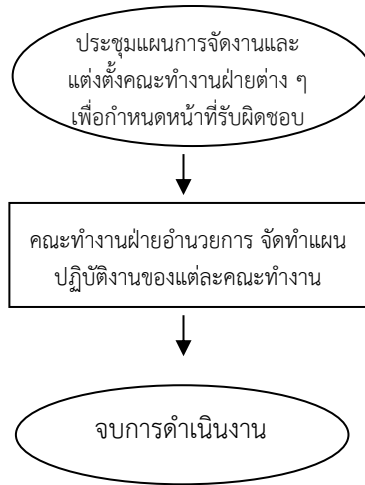 ประชุมแผนการจัดงานและ
แต่งตั้งคณะทำงานฝ่ายต่าง ๆ
เพื่อกำหนดหน้าที่รับผิดชอบ
คณะทำงานฝ่ายอำนวยการ จัดทำแผน
ปฏิบัติงานของแต่ละคณะทำงาน
จบการดำเนินงาน